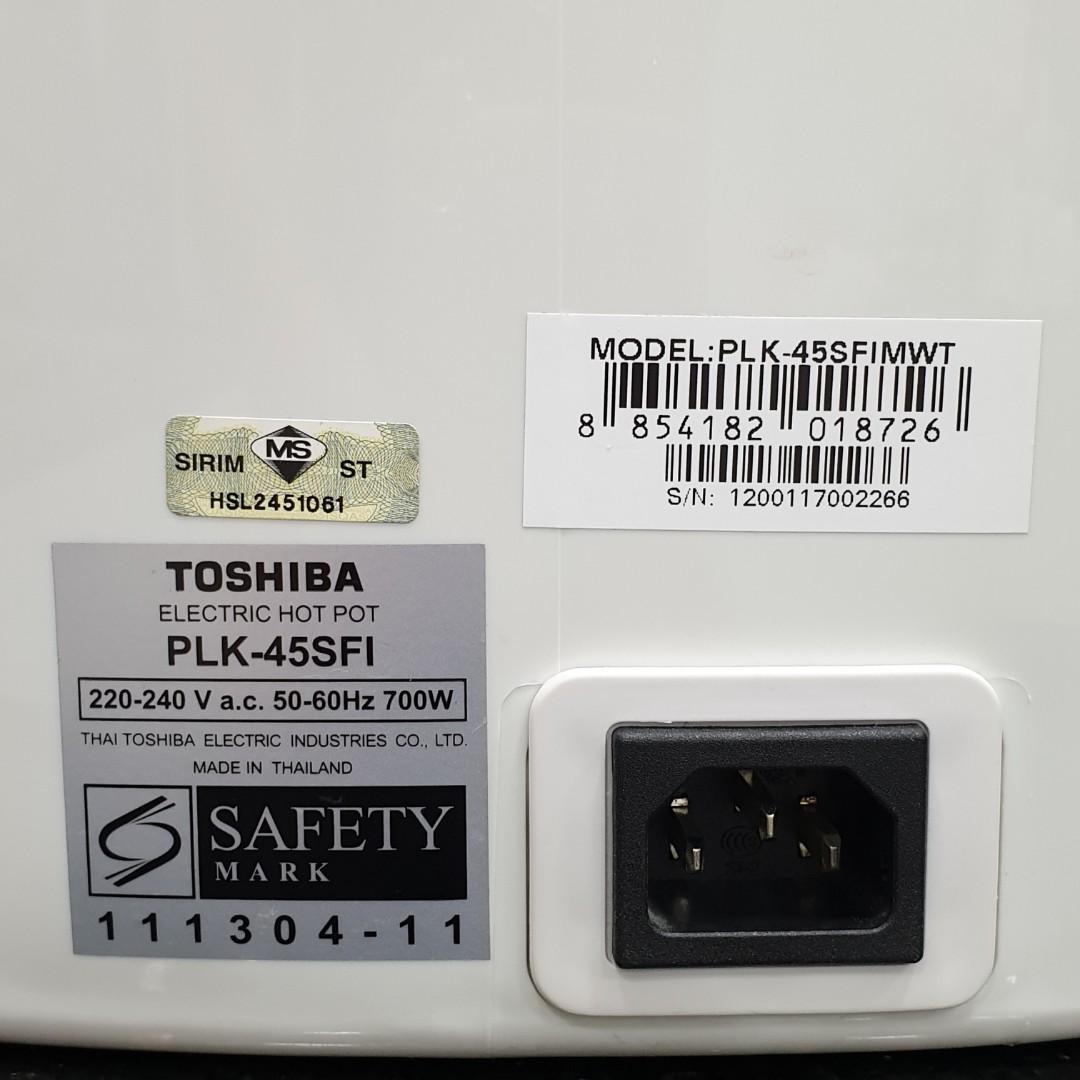 MODEL:PLK-45SFIMWT
8 854182 018726
S/N: 1200117002266
SIRIM MS ST
HSL2451061
TOSHIBA
ELECTRIC HOT POT
PLK-45SFI
220-240 V a.c. 50-60Hz 700W
THAI TOSHIBA ELECTRIC INDUSTRIES CO., LTD.
MADE IN THAILAND
SAFETY
MARK
111304-11